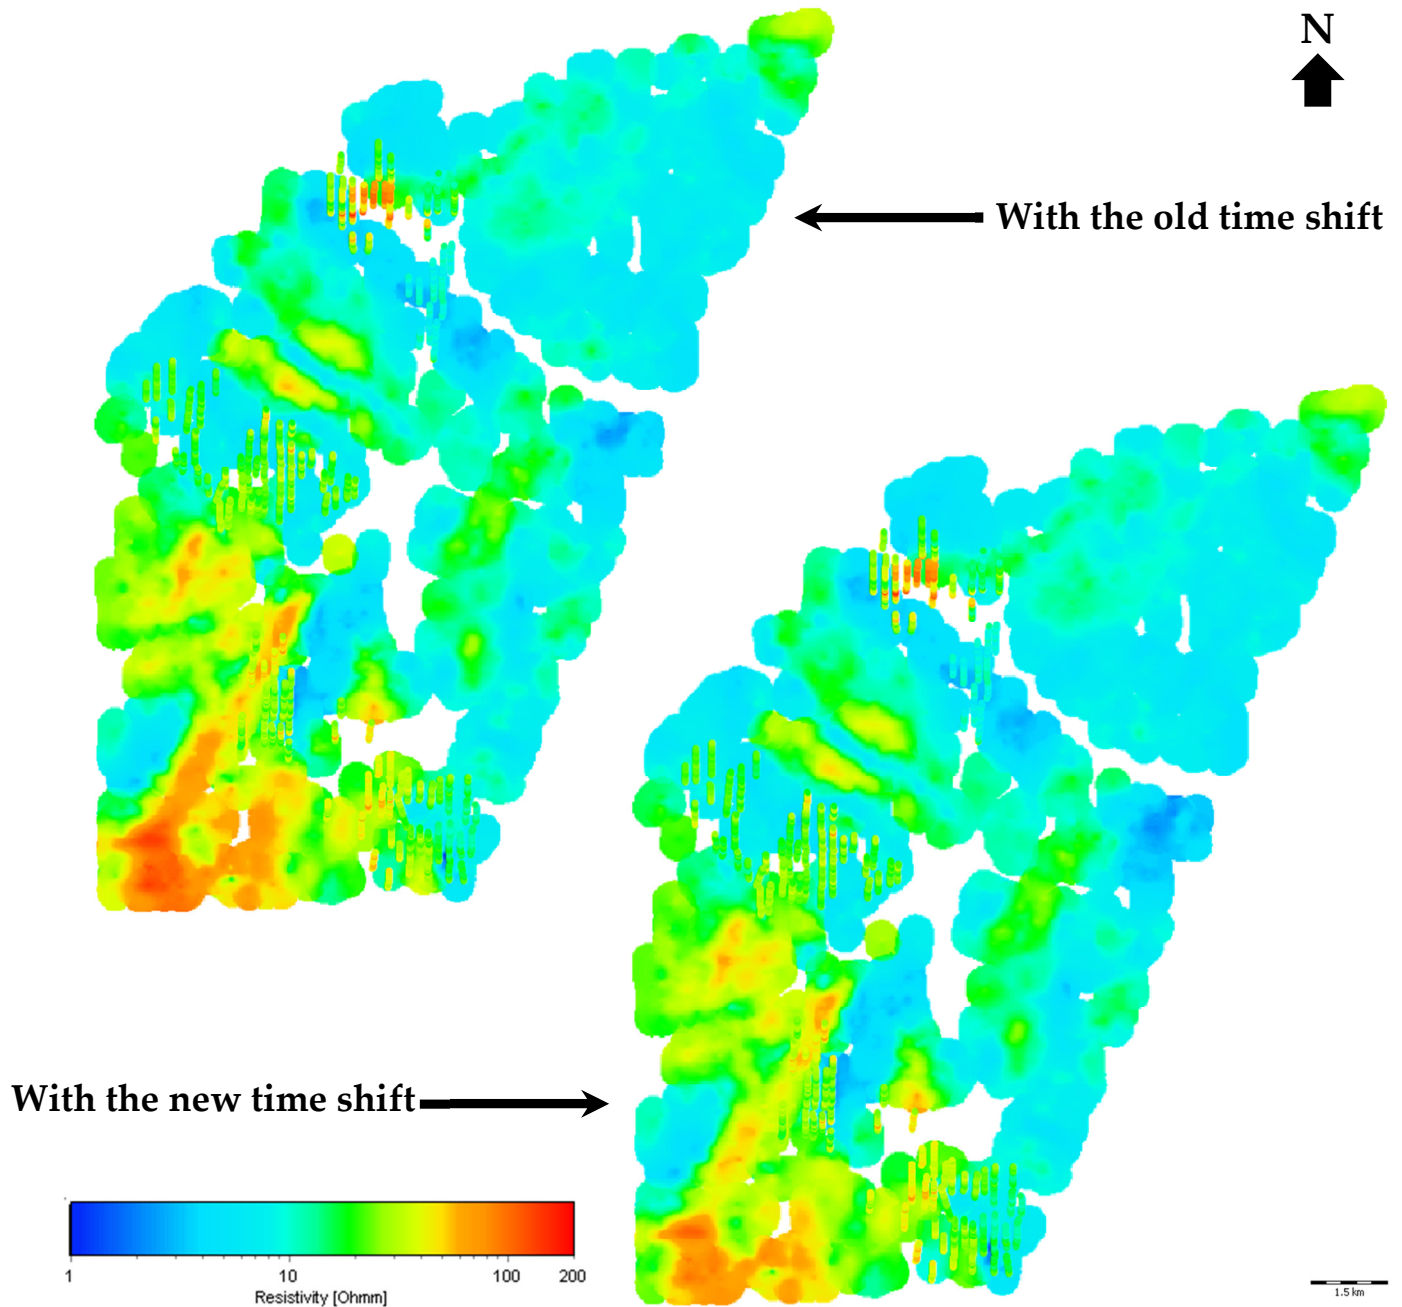 N
With the old time shift
With the new time shift
1 10 100 200
Resistivity [Ohmm]
1.5 km